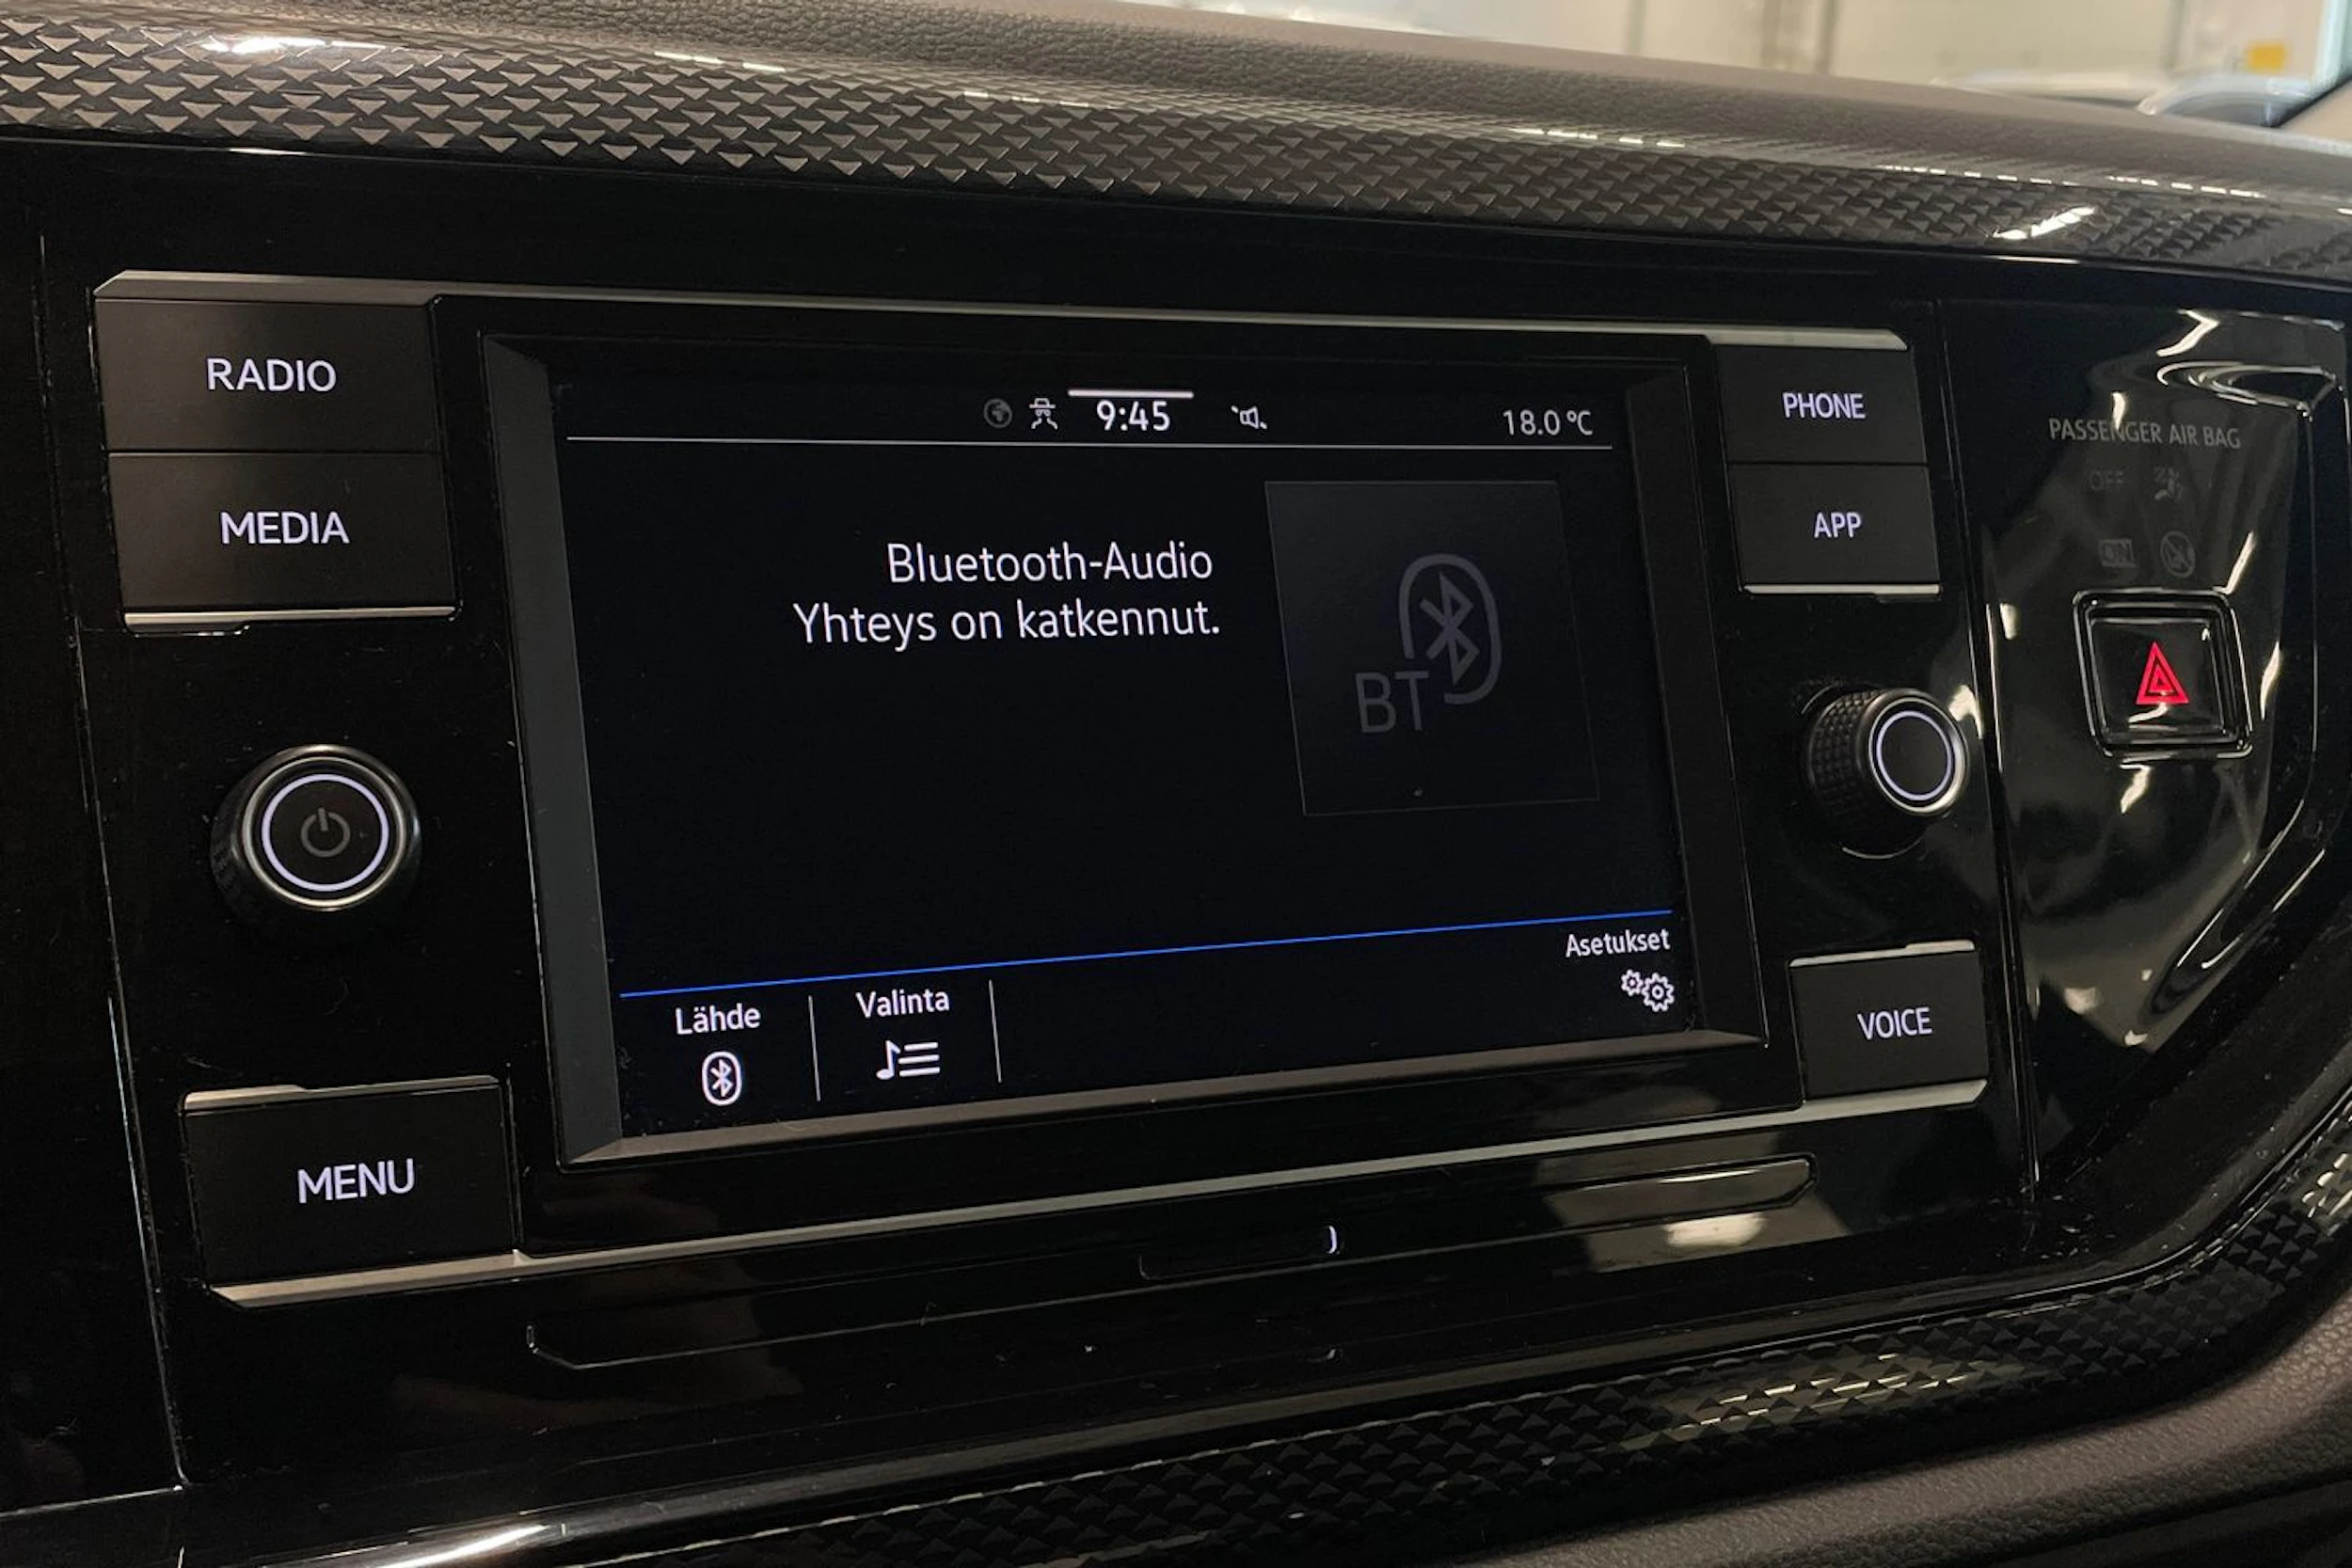 RADIO
MEDIA
MENU
9:45
18.0 °C
Bluetooth-Audio
Yhteys on katkennut.
BT
Lähde
Valinta
Asetukset
PHONE
APP
VOICE
PASSENGER AIR BAG
OFF
ON